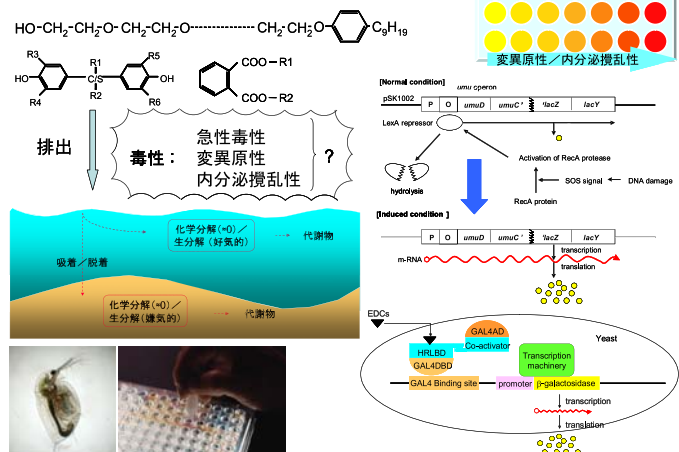 HO-CH₂-CH₂-O-CH₂-CH₂-O
CH₂-CH₂-O
C₉H₁₉
R3
R1
R5
HO
C/S
OH
R4
R2
R6
COO-R1
COO-R2
変異原性／内分泌攪乱性
排出
毒性：
急性毒性
変異原性
内分泌攪乱性
?
化学分解(≒0)／
生分解 (好気的)
代謝物
吸着／脱着
化学分解(≒0)／
生分解(嫌気的)
代謝物
[Normal condition]
umu operon
pSK1002
P O umuD umuC' 'lacZ lacY
LexA repressor
Activation of RecA protease
hydrolysis
SOS signal
DNA damage
RecA protein
[Induced condition ]
P O umuD umuC' 'lacZ lacY
transcription
m-RNA
translation
EDCs
GAL4AD
Co-activator
Yeast
HRLBD
GAL4DBD
Transcription
machinery
GAL4 Binding site
promoter
β-galactosidase
transcription
translation